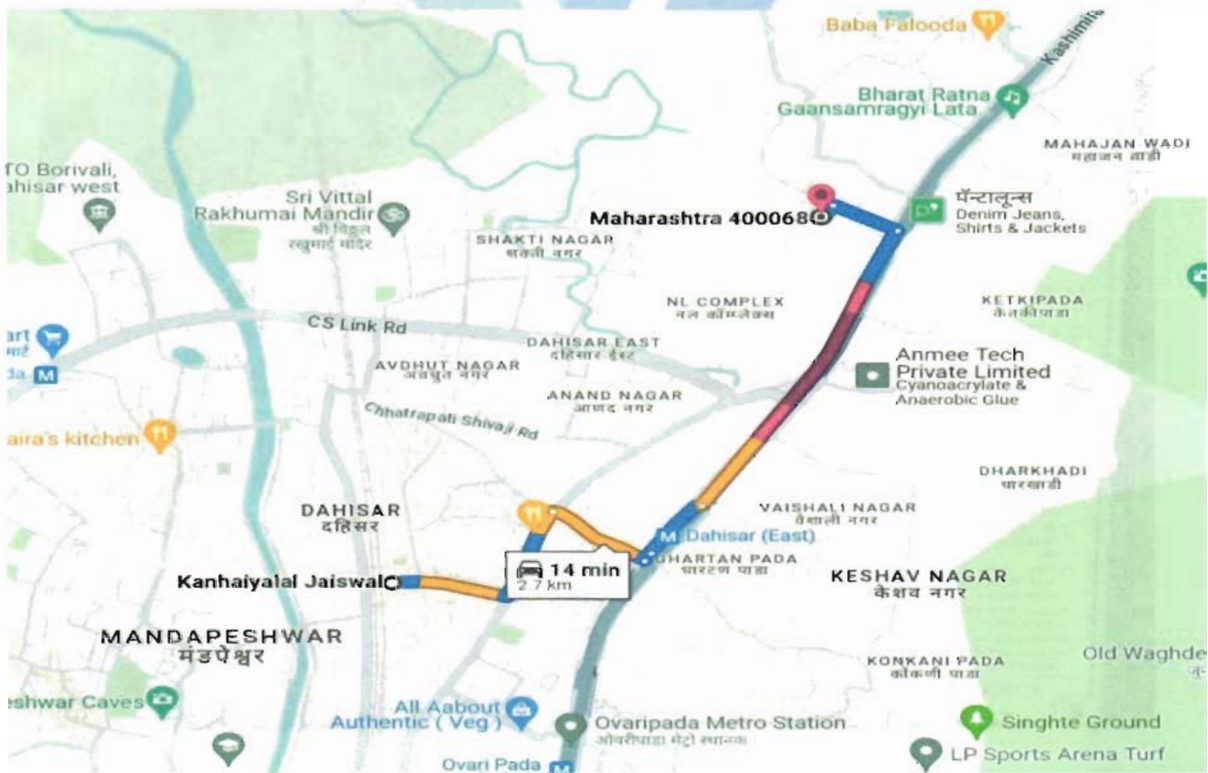 Baba Falooda
Kashimira
Bharat Ratna
Gaansamragyi Lata
MAHAJAN WADI
महाजन वाडी
TO Borivali,
ahisar west
Sri Vittal
Rakhumai Mandir
श्री विठ्ठल
रखुमाई मंदिर
Maharashtra 400068
पॅन्टालून्स
Denim Jeans,
Shirts & Jackets
SHAKTI NAGAR
शक्ती नगर
NL COMPLEX
नल कॉम्प्लेक्स
KETKIPADA
केतकीपाडा
CS Link Rd
art
मार्ट
da M
DAHISAR EAST
दहिसर ईस्ट
AVDHUT NAGAR
अवधुत नगर
Anmee Tech
Private Limited
Cyanoacrylate &
Anaerobic Glue
ANAND NAGAR
आणद नगर
Chhatrapati Shivaji Rd
aira's kitchen
DHARKHADI
धारखाडी
DAHISAR
दहिसर
VAISHALI NAGAR
वैशाली नगर
M Dahisar (East)
GHARTAN PADA
घारटण पाडा
14 min
2.7 km
Kanhaiyalal Jaiswal
KESHAV NAGAR
केशव नगर
MANDAPESHWAR
मंडपेश्वर
KONKANI PADA
कोंकणी पाडा
Old Waghde
जु
eshwar Caves
All Aabout
Authentic ( Veg )
Ovaripada Metro Station
ओवरीपाडा मेट्रो स्थानक
Singhte Ground
LP Sports Arena Turf
Ovari Pada M